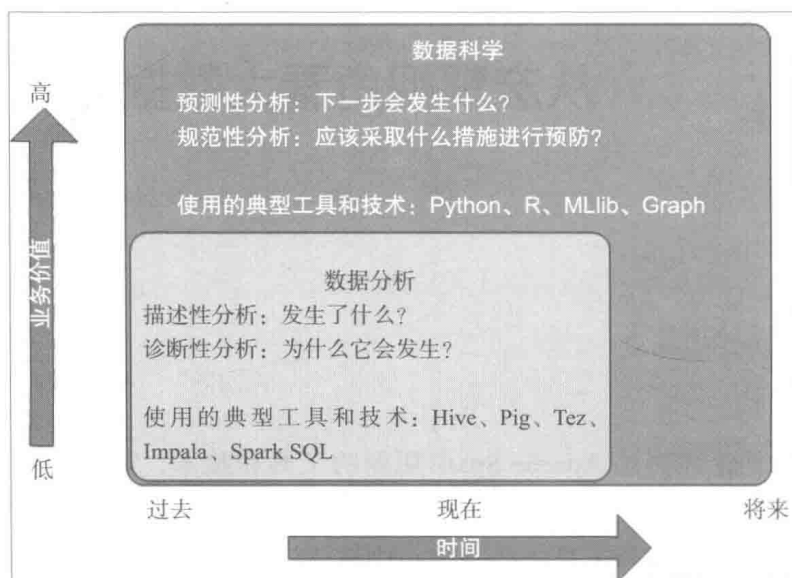 数据科学
高
预测性分析：下一步会发生什么？
规范性分析：应该采取什么措施进行预防？
使用的典型工具和技术：Python、R、MLlib、Graph
业务价值
数据分析
描述性分析：发生了什么？
诊断性分析：为什么它会发生？
使用的典型工具和技术：Hive、Pig、Tez、
Impala、Spark SQL
低
过去
现在
将来
时间